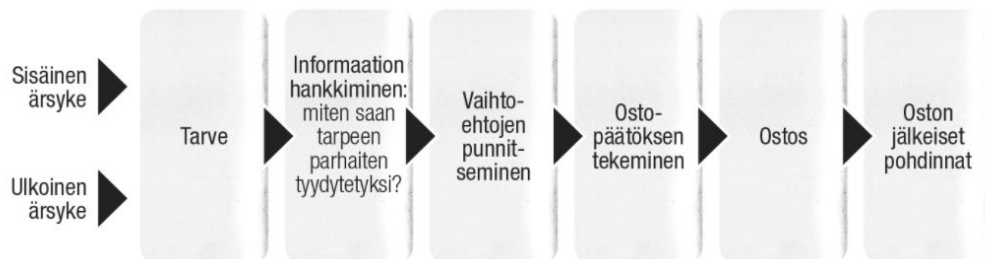 Sisäinen
ärsyke
Ulkoinen
ärsyke
Tarve
Informaation
hankkiminen:
miten saan
tarpeen
parhaiten
tyydytetyksi?
Vaihto-
ehtojen
punnit-
seminen
Osto-
päätöksen
tekeminen
Ostos
Oston
jälkeiset
pohdinnat